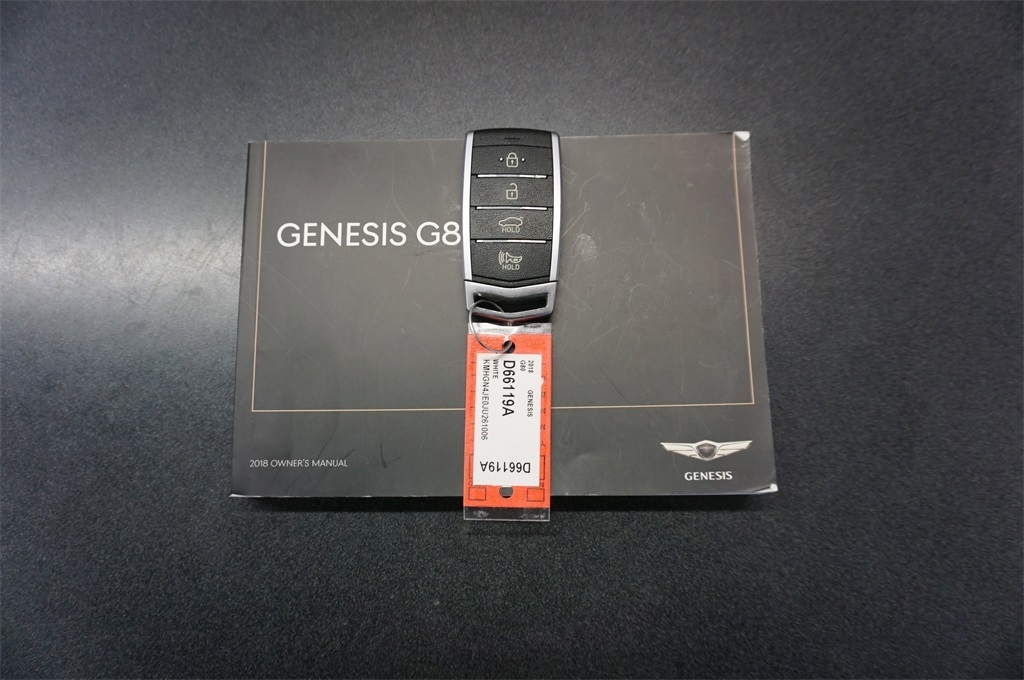 GENESIS G8
HOLD
HOLD
2018 GENESIS
G80
D66119A
WHITE
KMHGN4JE0JU261006
D66119A
2018 OWNER'S MANUAL
GENESIS